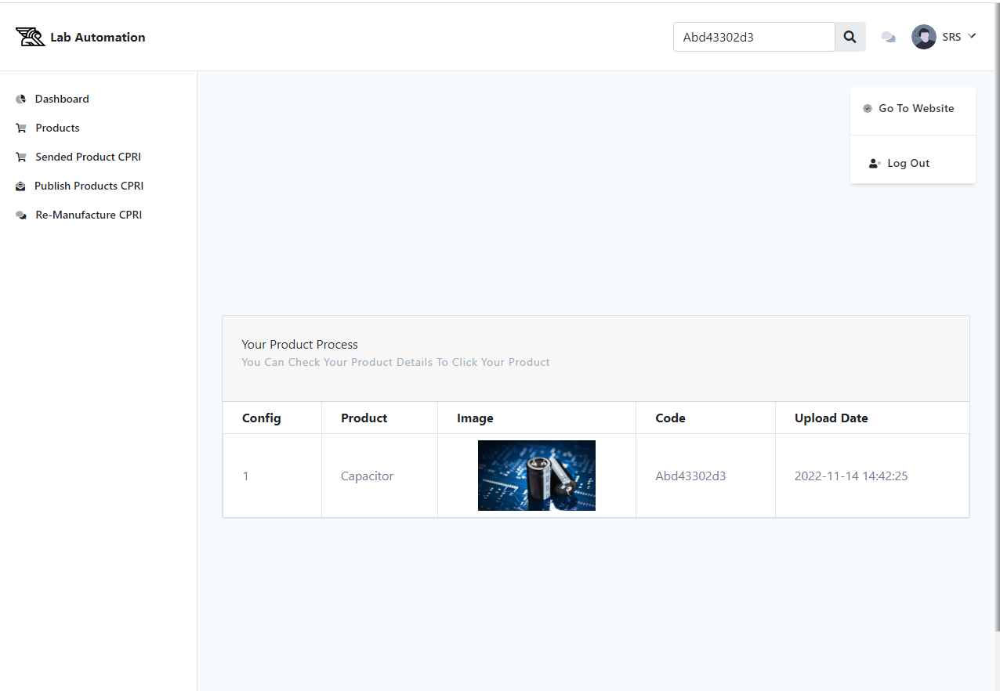 Lab Automation
Abd43302d3
SRS
Dashboard
Products
Sended Product CPRI
Publish Products CPRI
Re-Manufacture CPRI
Go To Website
Log Out
Your Product Process
You Can Check Your Product Details To Click Your Product
Config Product Image Code Upload Date
1 Capacitor Abd43302d3 2022-11-14 14:42:25